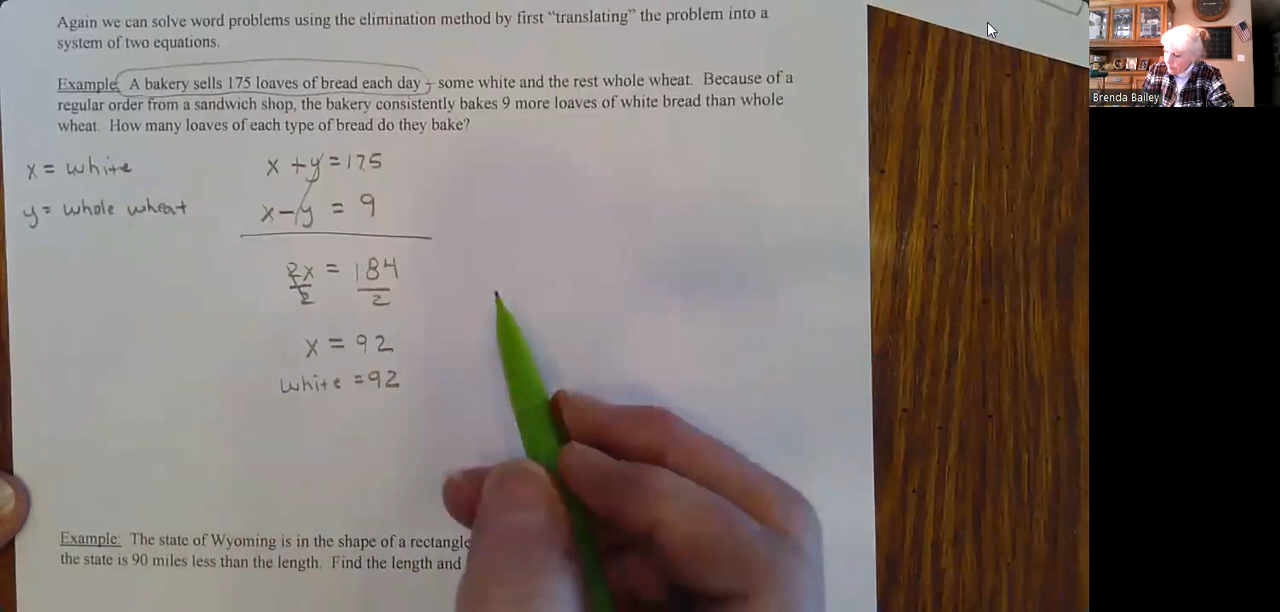 Again we can solve word problems using the elimination method by first “translating” the problem into a
system of two equations.
Example: A bakery sells 175 loaves of bread each day – some white and the rest whole wheat. Because of a
regular order from a sandwich shop, the bakery consistently bakes 9 more loaves of white bread than whole
wheat. How many loaves of each type of bread do they bake?
x = white
y = whole wheat
x + y = 175
x - y = 9
2x = 184
2 2
x = 92
white = 92
Example: The state of Wyoming is in the shape of a rectangle
the state is 90 miles less than the length. Find the length and
Brenda Bailey